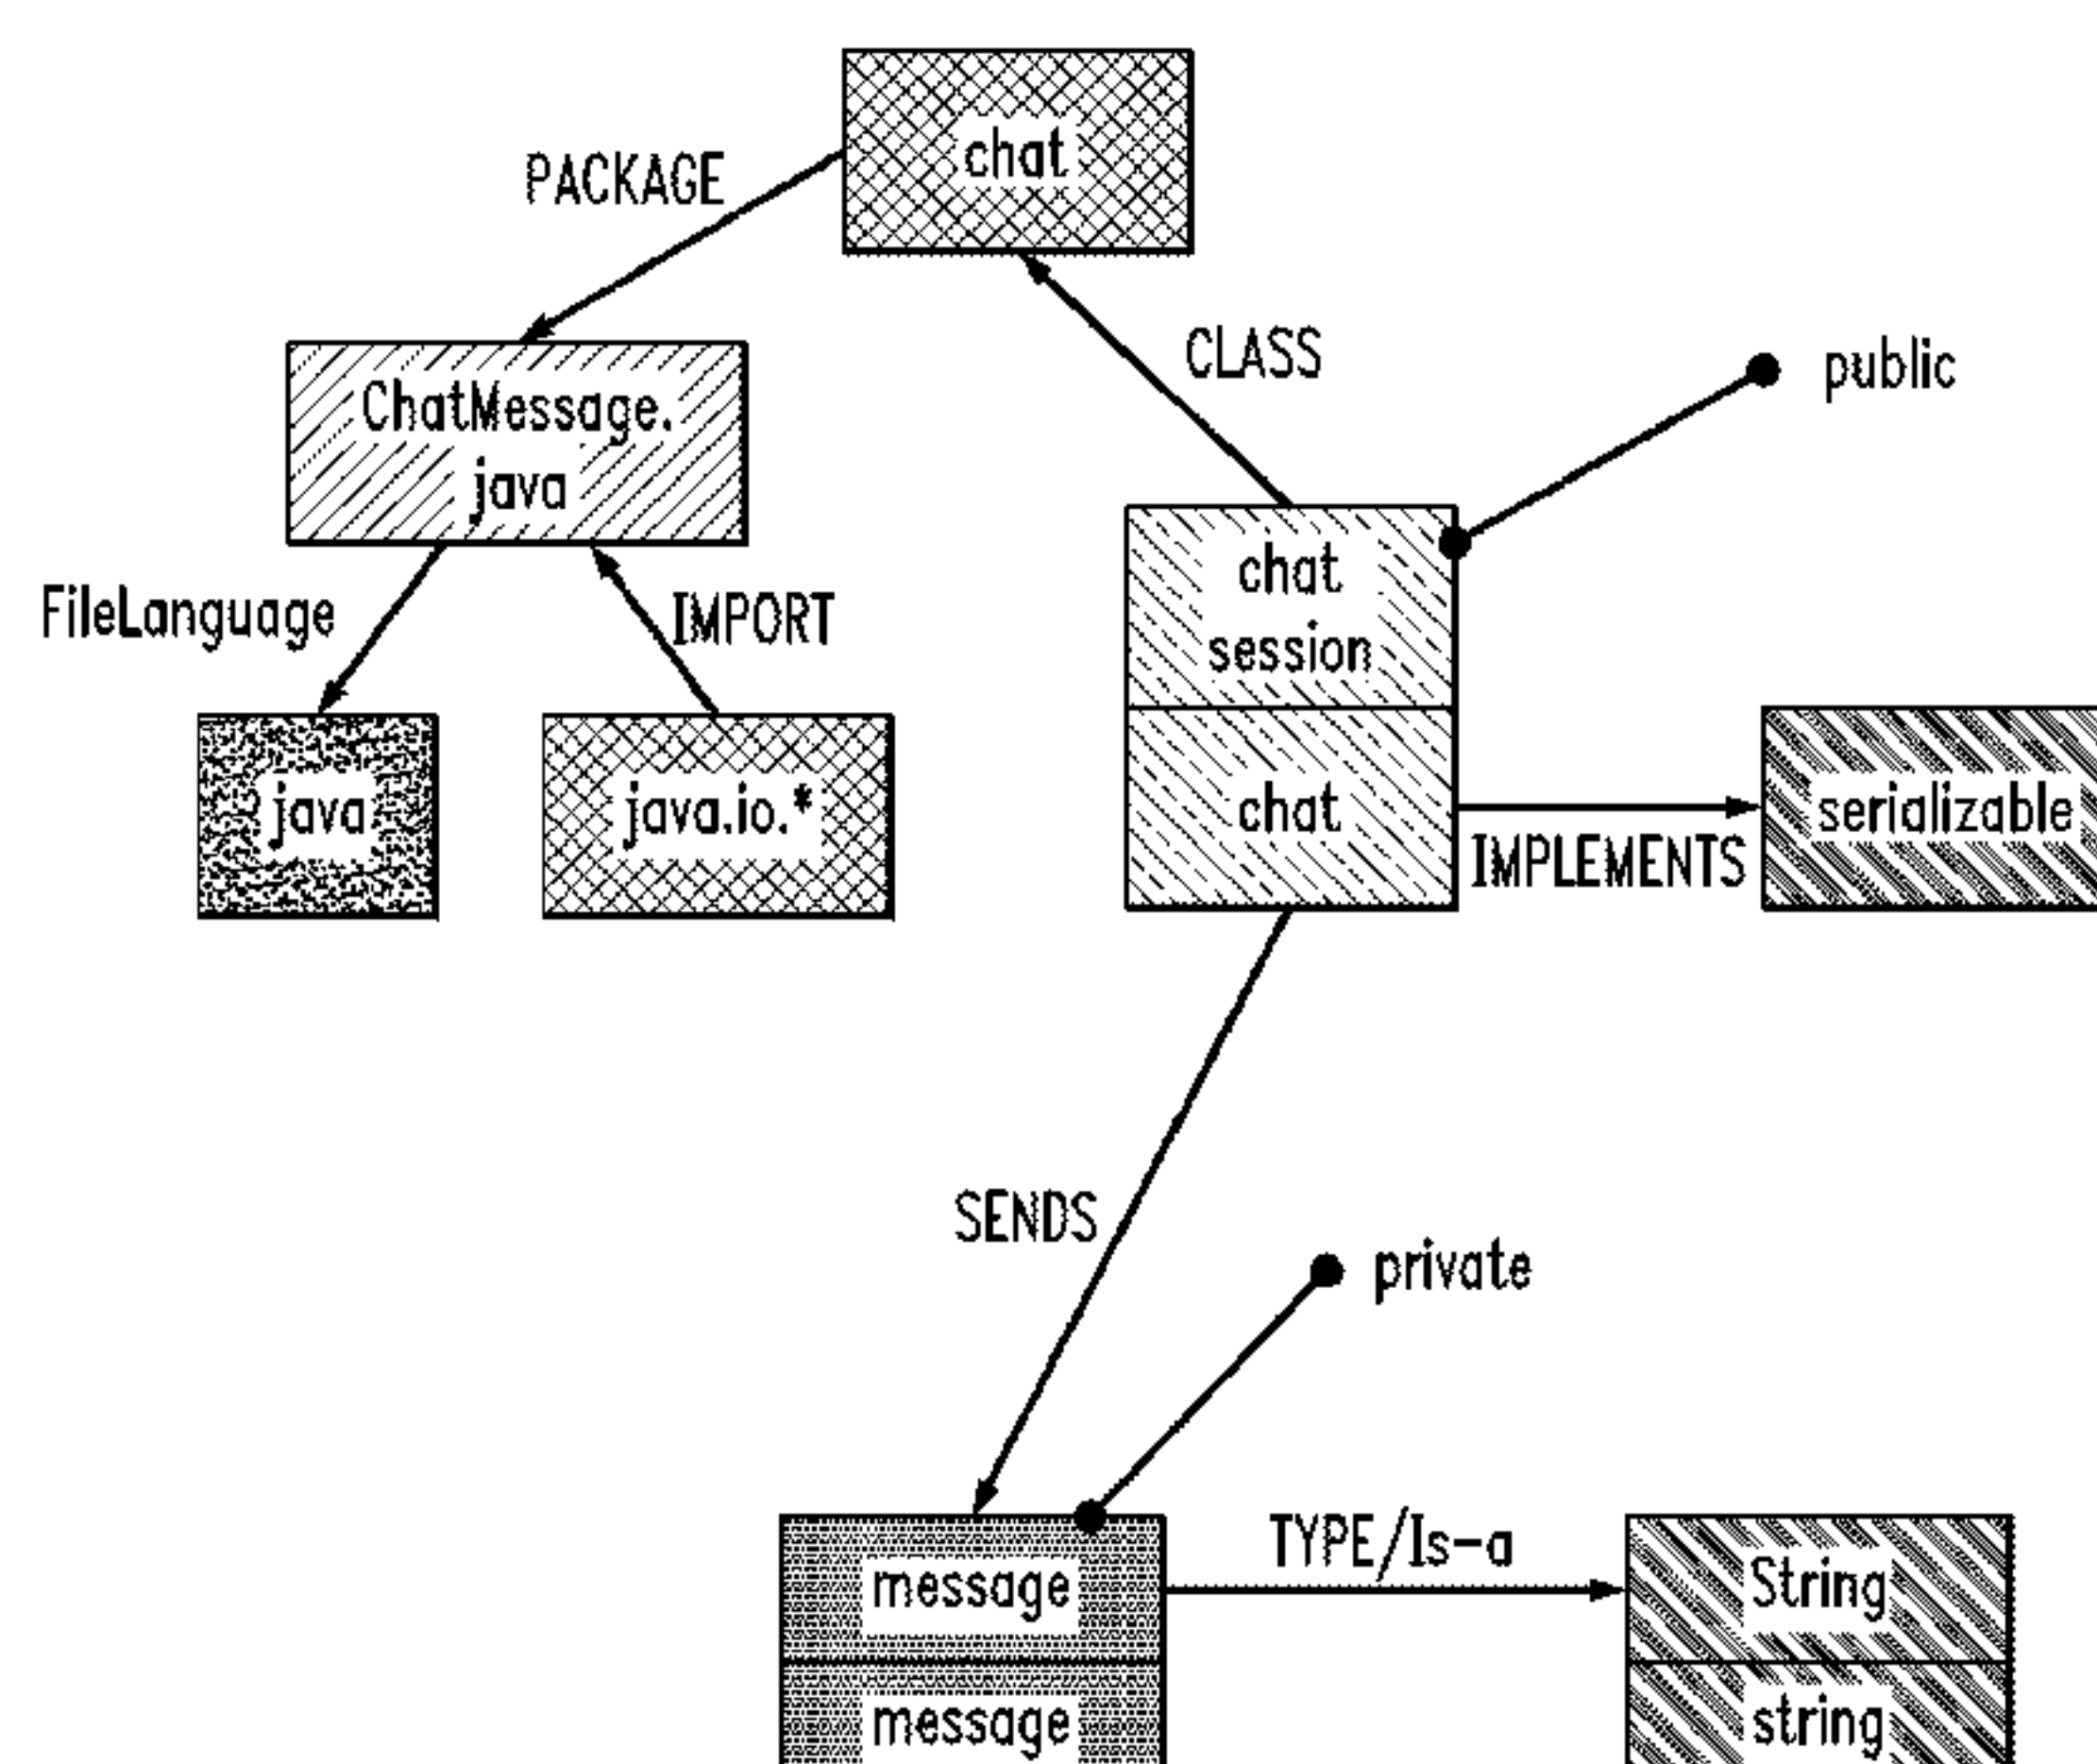 chat
PACKAGE
CLASS
public
ChatMessage.
java
chat
session
FileLanguage
IMPORT
java
java.io.*
chat
serializable
IMPLEMENTS
SENDS
private
TYPE/Is-a
message
String
message
string